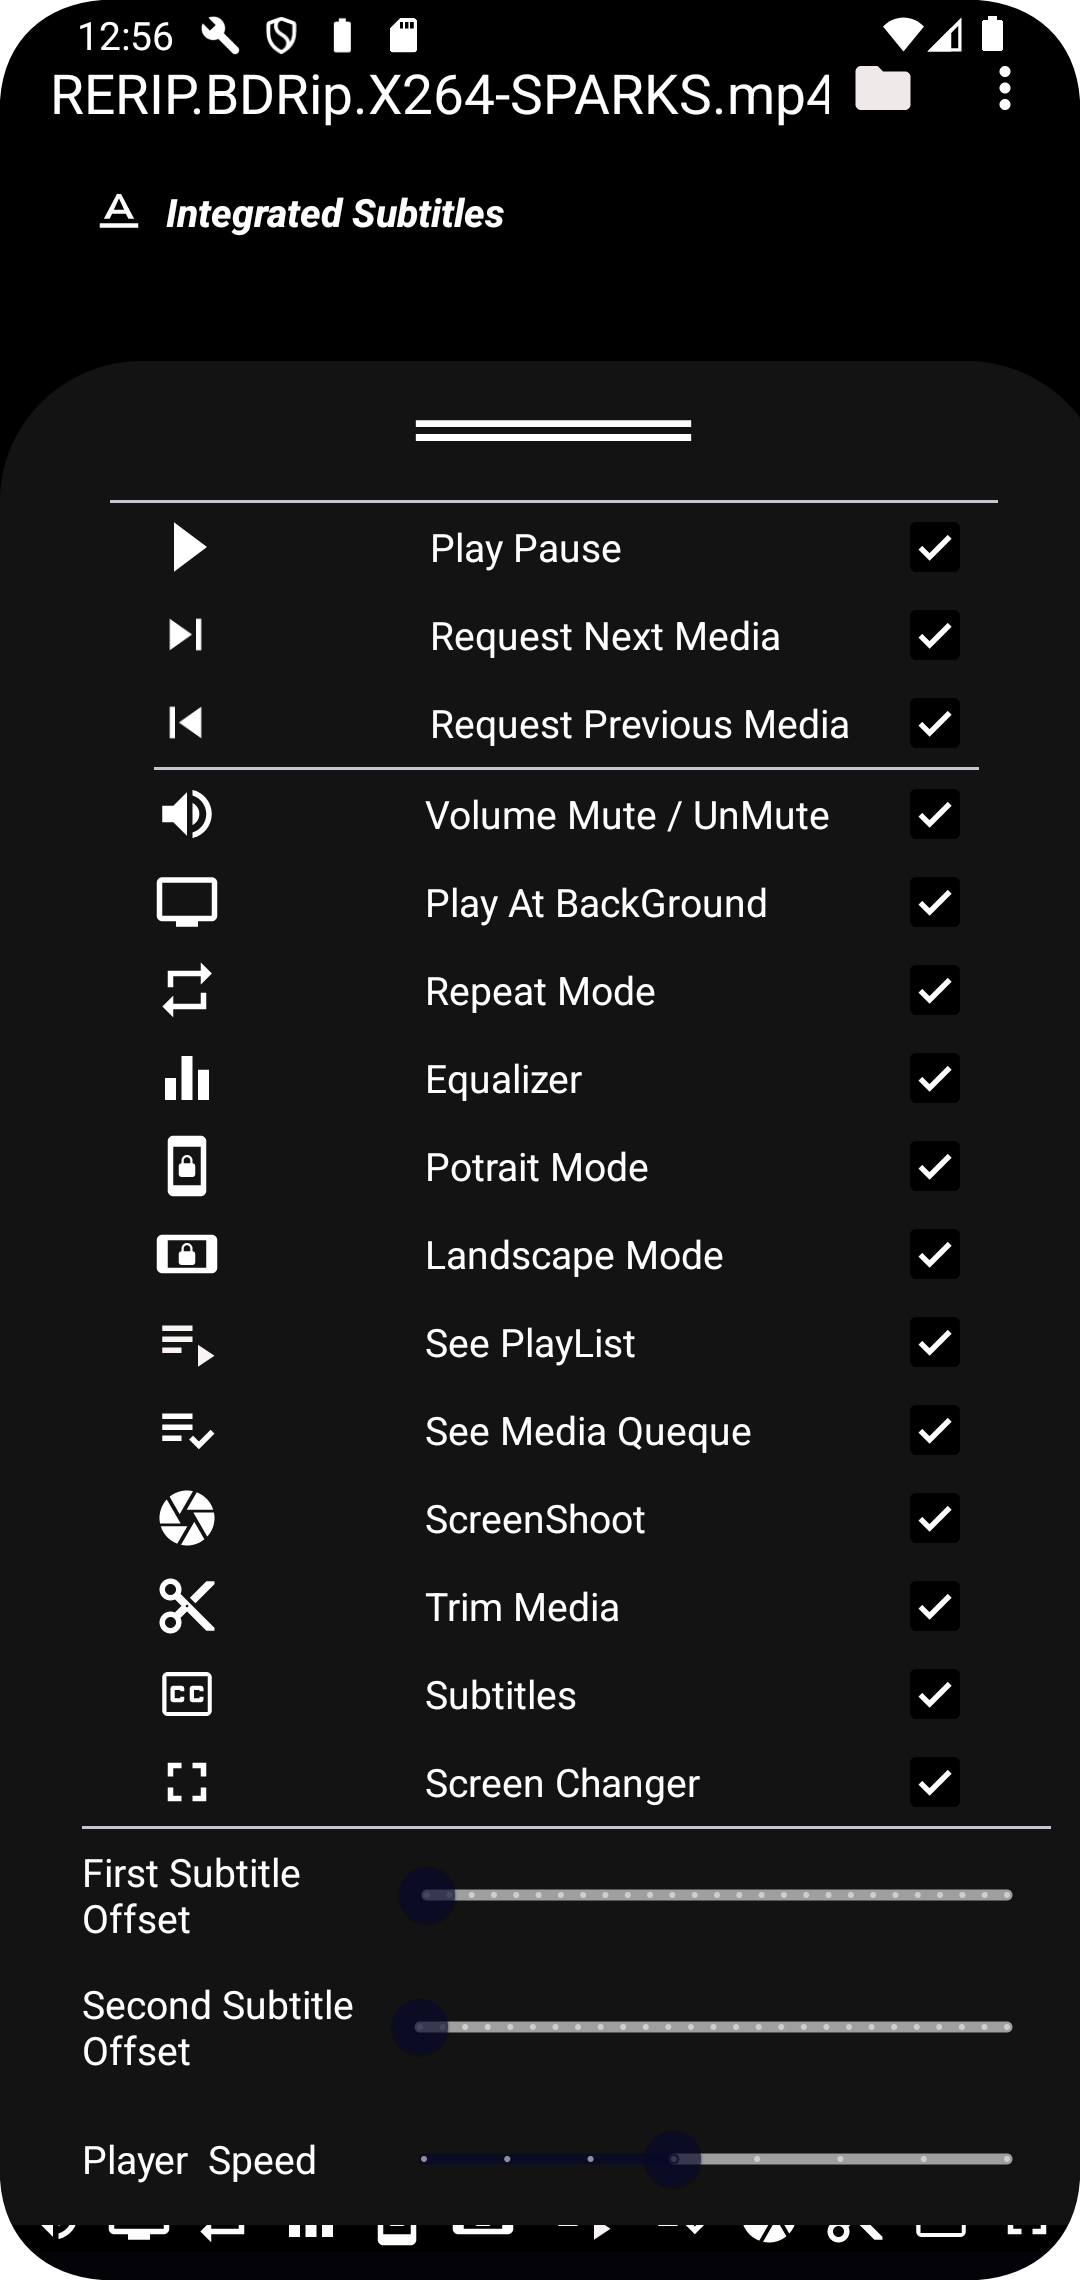 12:56
RERIP.BDRip.X264-SPARKS.mp4
Integrated Subtitles
Play Pause
Request Next Media
Request Previous Media
Volume Mute / UnMute
Play At BackGround
Repeat Mode
Equalizer
Potrait Mode
Landscape Mode
See PlayList
See Media Queque
ScreenShoot
Trim Media
CC Subtitles
Screen Changer
First Subtitle
Offset
Second Subtitle
Offset
Player  Speed